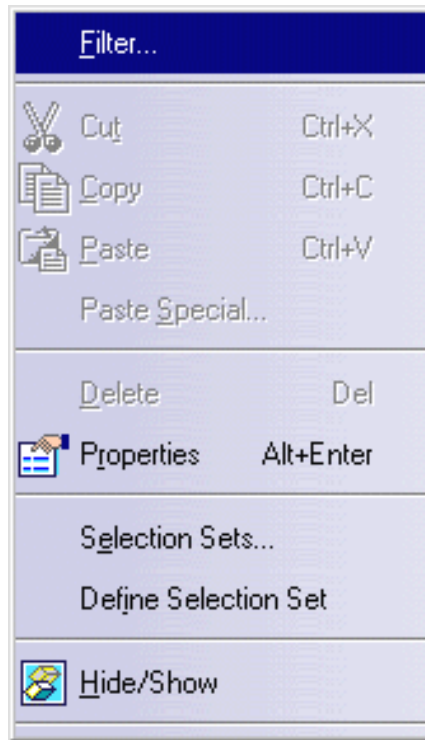 Filter...
Cut Ctrl+X
Copy Ctrl+C
Paste Ctrl+V
Paste Special...
Delete Del
Properties Alt+Enter
Selection Sets...
Define Selection Set
Hide/Show